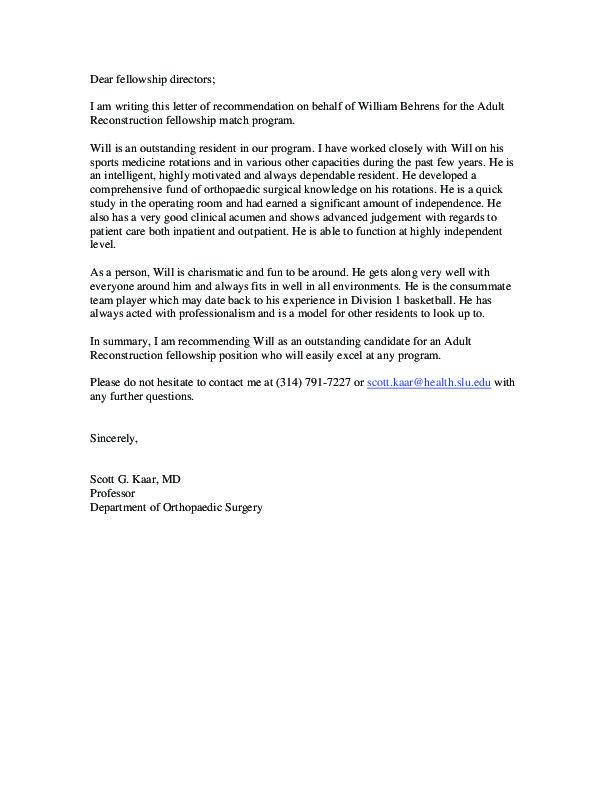 Dear fellowship directors;
I am writing this letter of recommendation on behalf of William Behrens for the Adult
Reconstruction fellowship match program.
Will is an outstanding resident in our program. I have worked closely with Will on his
sports medicine rotations and in various other capacities during the past few years. He is
an intelligent, highly motivated and always dependable resident. He developed a
comprehensive fund of orthopaedic surgical knowledge on his rotations. He is a quick
study in the operating room and had earned a significant amount of independence. He
also has a very good clinical acumen and shows advanced judgement with regards to
patient care both inpatient and outpatient. He is able to function at highly independent
level.
As a person, Will is charismatic and fun to be around. He gets along very well with
everyone around him and always fits in well in all environments. He is the consummate
team player which may date back to his experience in Division 1 basketball. He has
always acted with professionalism and is a model for other residents to look up to.
In summary, I am recommending Will as an outstanding candidate for an Adult
Reconstruction fellowship position who will easily excel at any program.
Please do not hesitate to contact me at (314) 791-7227 or scott.kaar@health.slu.edu with
any further questions.
Sincerely,
Scott G. Kaar, MD
Professor
Department of Orthopaedic Surgery